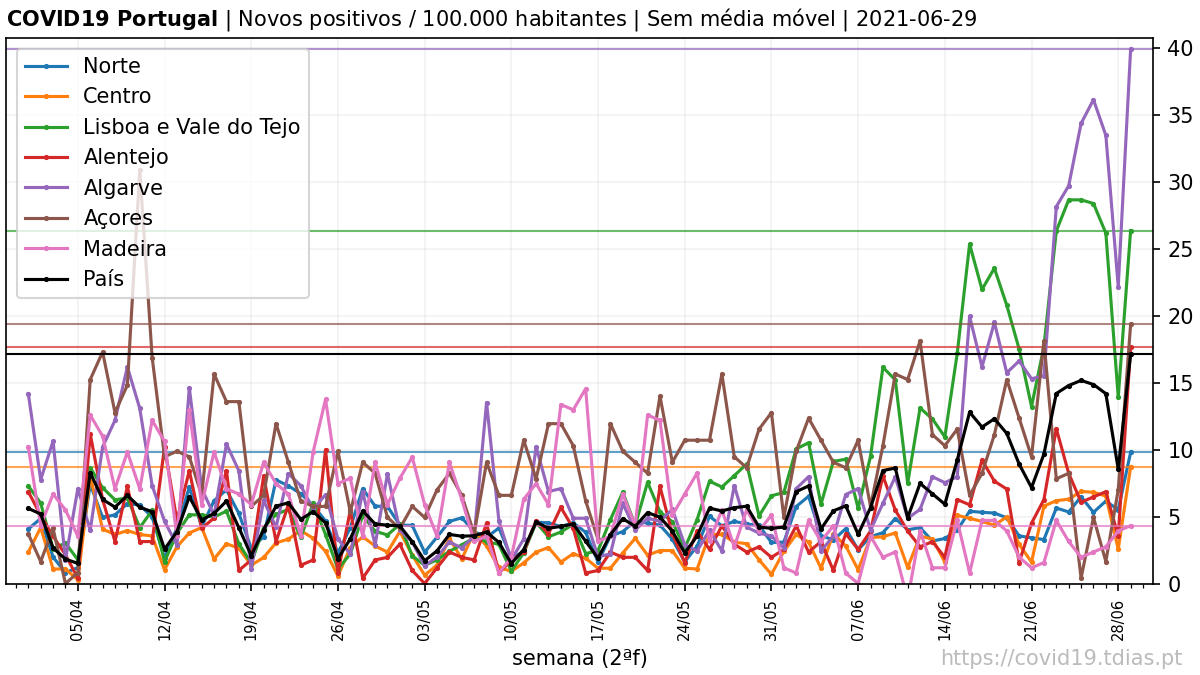 COVID19 Portugal | Novos positivos / 100.000 habitantes | Sem média móvel | 2021-06-29
Norte
Centro
Lisboa e Vale do Tejo
Alentejo
Algarve
Açores
Madeira
País
40
35
30
25
20
15
10
5
0
05/04
12/04
19/04
26/04
03/05
10/05
17/05
24/05
31/05
07/06
14/06
21/06
28/06
semana (2ªf)
https://covid19.tdias.pt